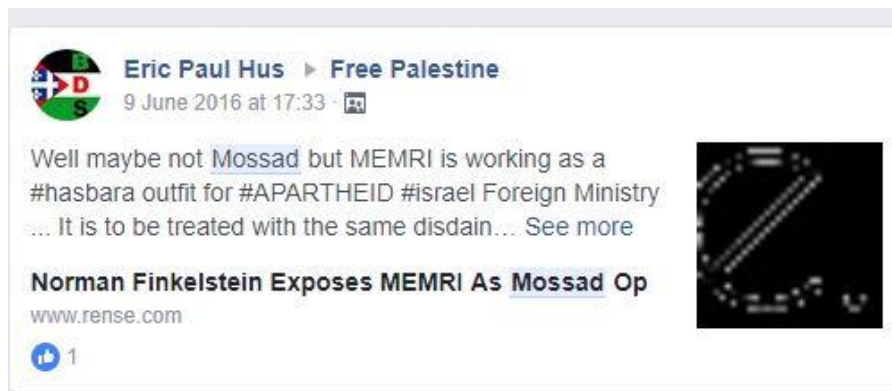 B
D
S
Eric Paul Hus ▸ Free Palestine
9 June 2016 at 17:33 ·
Well maybe not Mossad but MEMRI is working as a
#hasbara outfit for #APARTHEID #israel Foreign Ministry
... It is to be treated with the same disdain... See more
Norman Finkelstein Exposes MEMRI As Mossad Op
www.rense.com
1